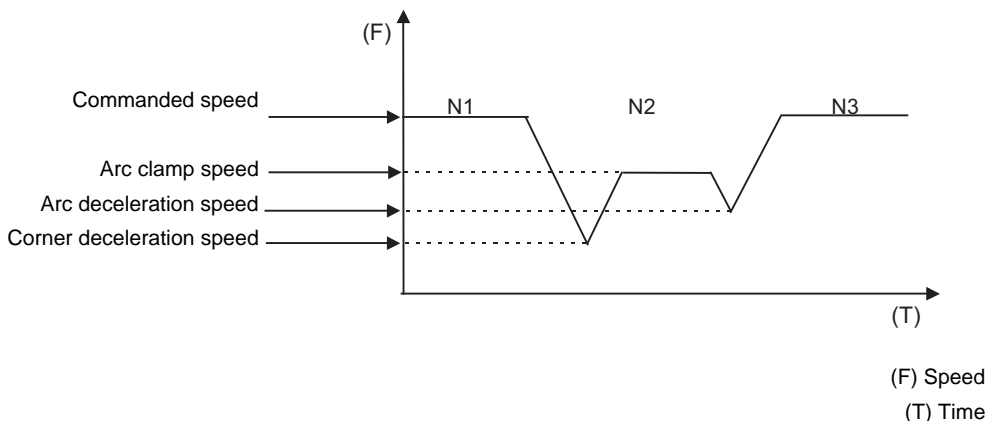 (F)
Commanded speed
N1
N2
N3
Arc clamp speed
Arc deceleration speed
Corner deceleration speed
(T)
(F) Speed
(T) Time